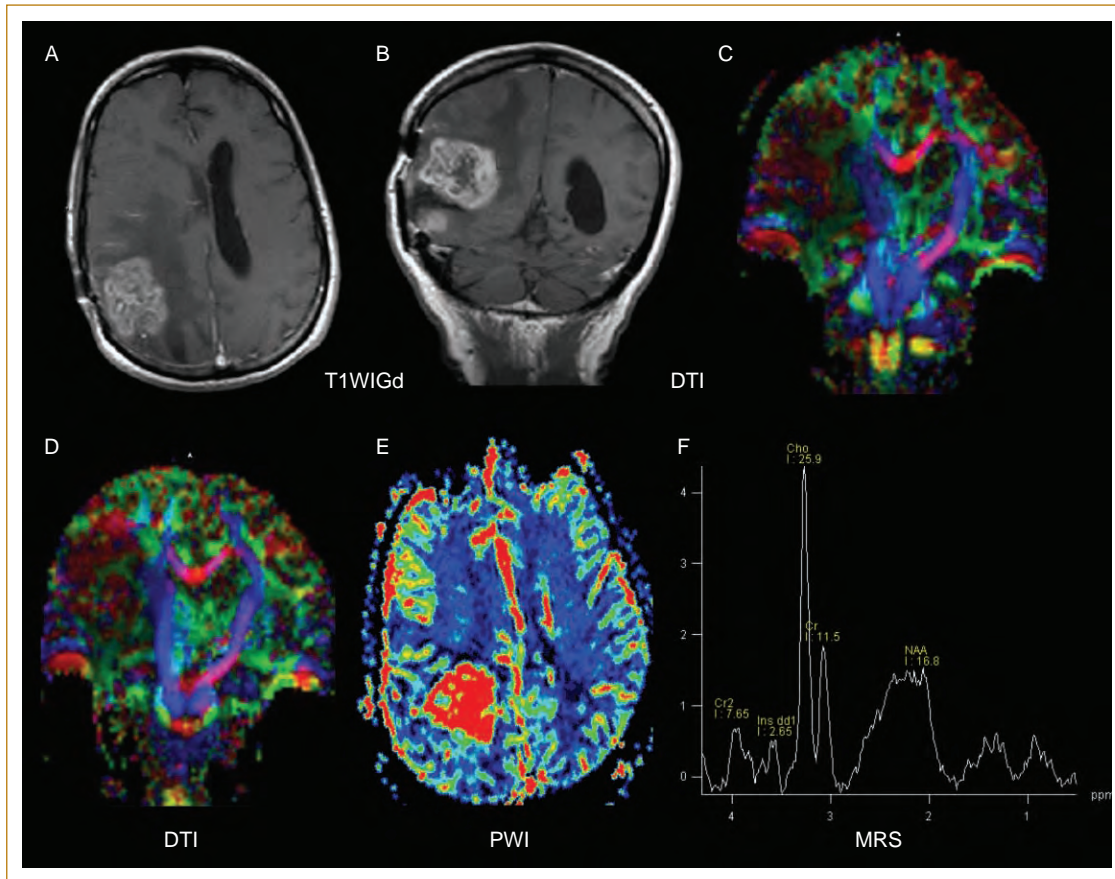 A
B
C
T1WIGd
DTI
D
E
F
DTI
PWI
MRS
Cho
I : 25.9
Cr
I : 11.5
NAA
I : 16.8
Cr2
I : 7.65
Ins dd1
I : 2.65
4
3
2
1
0
4
3
2
1
ppm